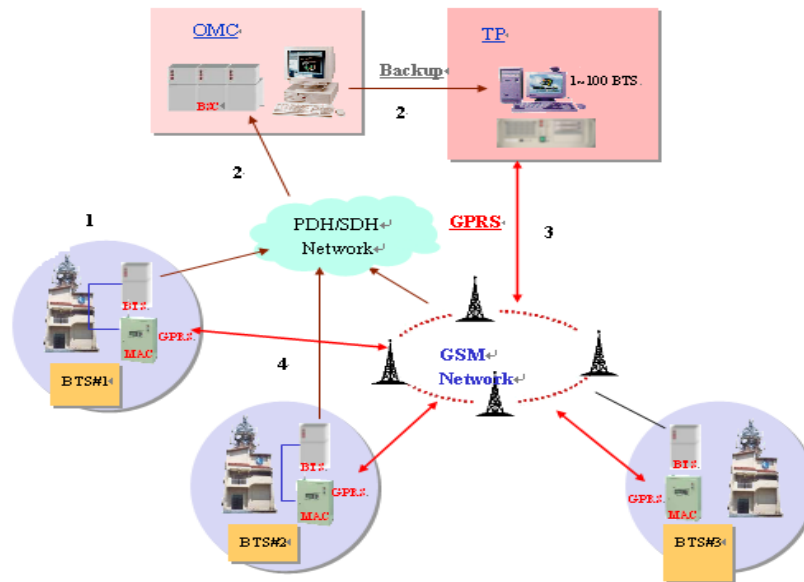 OMC
TP
Backup
1~100 BTS.
BSC
2
2
1
PDH/SDH
Network
GPRS
3
BTS.
GPRS.
MAC
BTS#1
4
GSM
Network
BTS.
GPRS.
MAC
BTS#2
BTS.
GPRS.
MAC
BTS#3